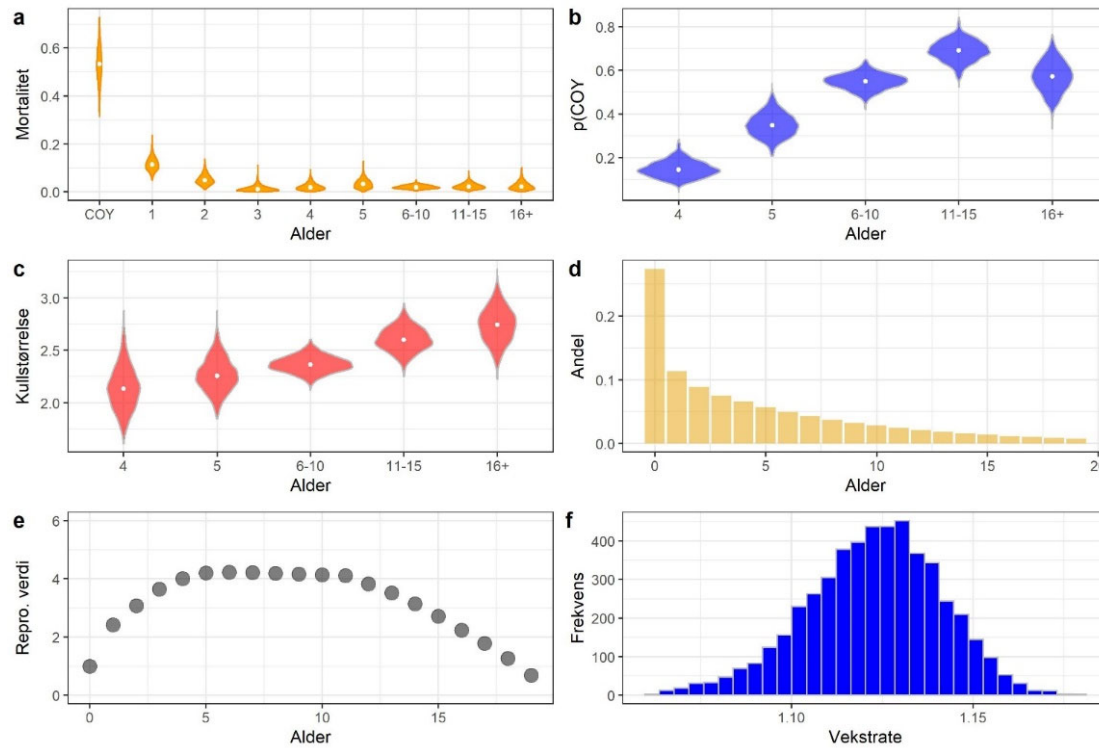 a
Mortalitet
0.6
0.4
0.2
0.0
COY 1 2 3 4 5 6-10 11-15 16+
Alder
b
p(COY
0.8
0.6
0.4
0.2
4 5 6-10 11-15 16+
Alder
c
Kullstørrelse
3.0
2.5
2.0
4 5 6-10 11-15 16+
Alder
d
Andel
0.2
0.1
0.0
0 5 10 15 20
Alder
e
Repro. verdi
6
4
2
0
0 5 10 15
Alder
f
Frekvens
400
300
200
100
0
1.10 1.15
Vekstrate